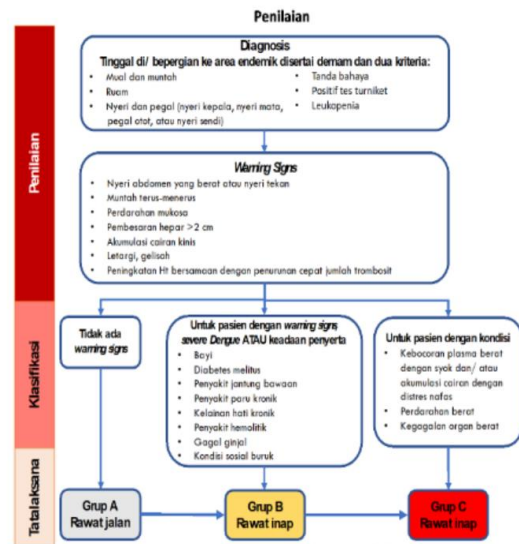 Penilaian
Penilaian
Diagnosis
Tinggal di/ bepergian ke area endemik disertai demam dan dua kriteria:
• Mual dan muntah
• Ruam
• Nyeri dan pegal (nyeri kepala, nyeri mata,
pegal otot, atau nyeri sendi)
• Tanda bahaya
• Positif tes turniket
• Leukopenia
Warning Signs
• Nyeri abdomen yang berat atau nyeri tekan
• Muntah terus-menerus
• Perdarahan mukosa
• Pembesaran hepar >2 cm
• Akumulasi cairan kinis
• Letargi, gelisah
• Peningkatan Ht bersamaan dengan penurunan cepat jumlah trombosit
Klasifikasi
Tidak ada
warning signs
Untuk pasien dengan warning signs,
severe Dengue ATAU keadaan penyerta
• Bayi
• Diabetes melitus
• Penyakit jantung bawaan
• Penyakit paru kronik
• Kelainan hati kronik
• Penyakit hemolitik
• Gagal ginjal
• Kondisi sosial buruk
Untuk pasien dengan kondisi
• Kebocoran plasma berat
dengan syok dan/ atau
akumulasi cairan dengan
distres nafas
• Perdarahan berat
• Kegagalan organ berat
Tatalaksana
Grup A
Rawat jalan
Grup B
Rawat inap
Grup C
Rawat inap